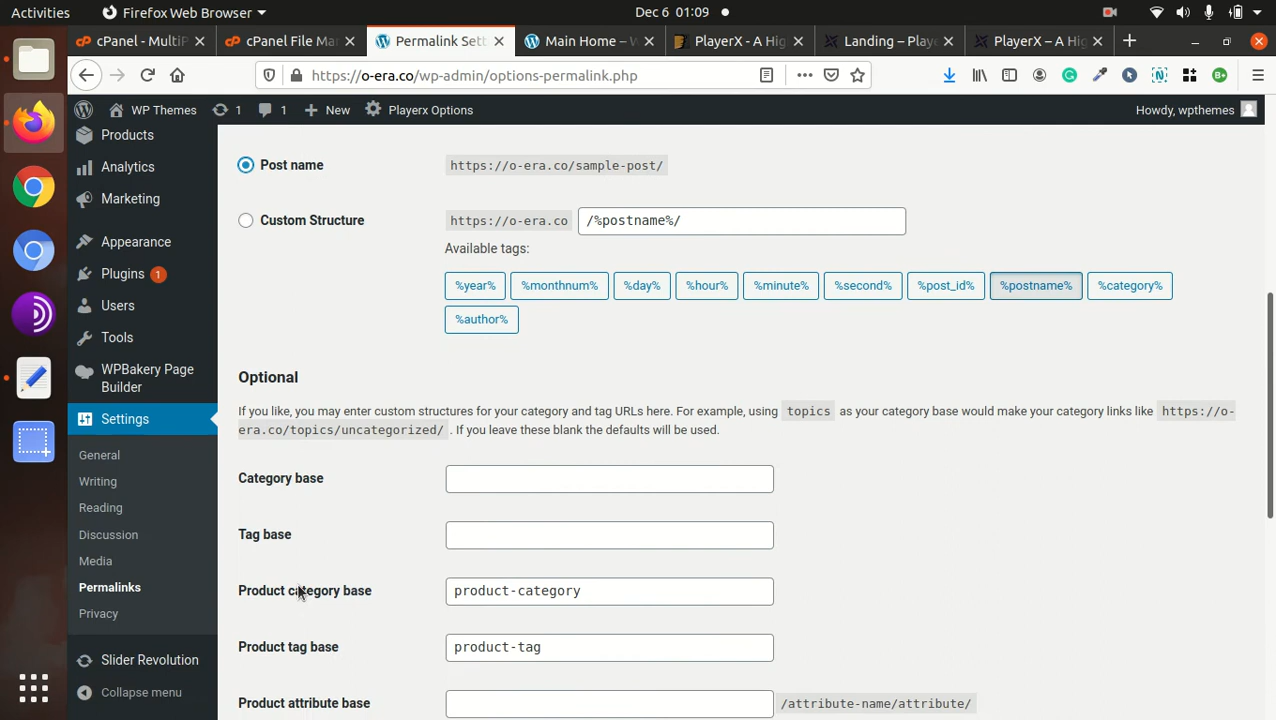 Activities
Firefox Web Browser
Dec 6 01:09
cPanel - MultiP
cPanel File Ma
Permalink Set
Main Home – W
PlayerX - A Hig
Landing – Playe
PlayerX – A Hig
https://o-era.co/wp-admin/options-permalink.php
WP Themes
1
1
New
Playerx Options
Howdy, wpthemes
Products
Analytics
Marketing
Appearance
Plugins 1
Users
Tools
WPBakery Page
Builder
Settings
General
Writing
Reading
Discussion
Media
Permalinks
Privacy
Slider Revolution
Collapse menu
Post name
https://o-era.co/sample-post/
Custom Structure
https://o-era.co
/%postname%/
Available tags:
%year%
%monthnum%
%day%
%hour%
%minute%
%second%
%post_id%
%postname%
%category%
%author%
Optional
If you like, you may enter custom structures for your category and tag URLs here. For example, using topics as your category base would make your category links like https://o-
era.co/topics/uncategorized/ . If you leave these blank the defaults will be used.
Category base
Tag base
Product category base
product-category
Product tag base
product-tag
Product attribute base
/attribute-name/attribute/